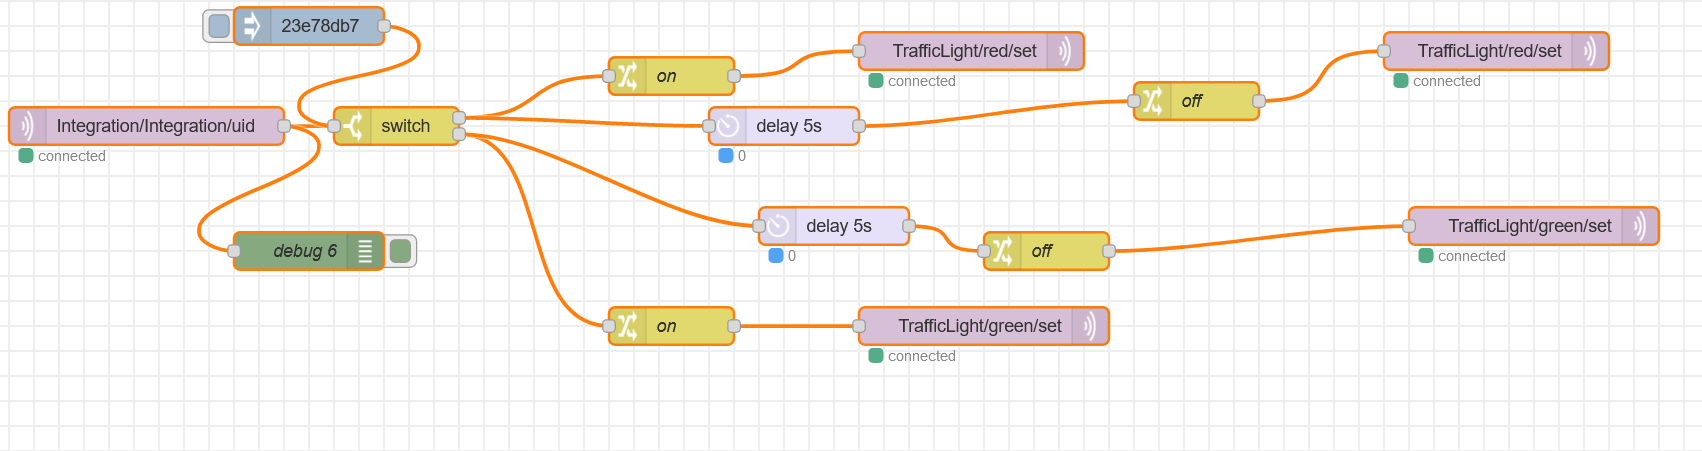 23e78db7
TrafficLight/red/set
connected
TrafficLight/red/set
connected
on
off
Integration/Integration/uid
connected
switch
delay 5s
0
delay 5s
0
off
TrafficLight/green/set
connected
debug 6
on
TrafficLight/green/set
connected